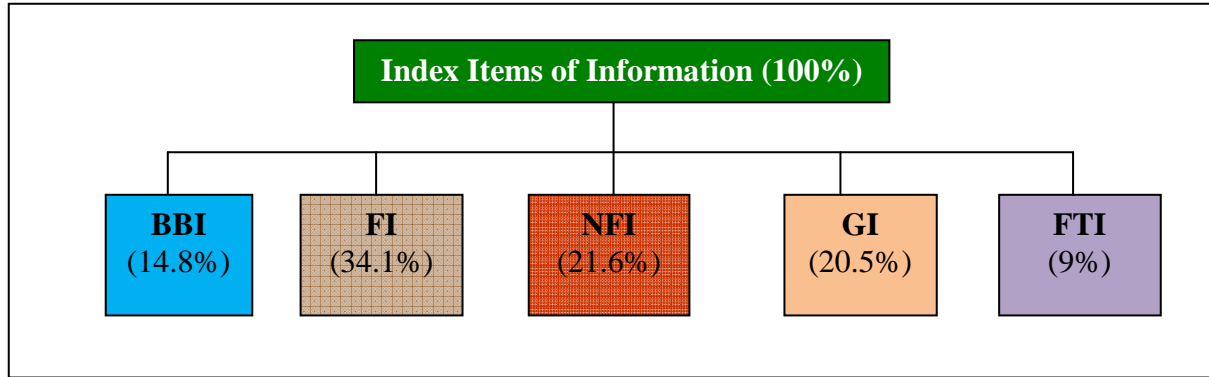 Index Items of Information (100%)
BBI
(14.8%)
FI
(34.1%)
NFI
(21.6%)
GI
(20.5%)
FTI
(9%)